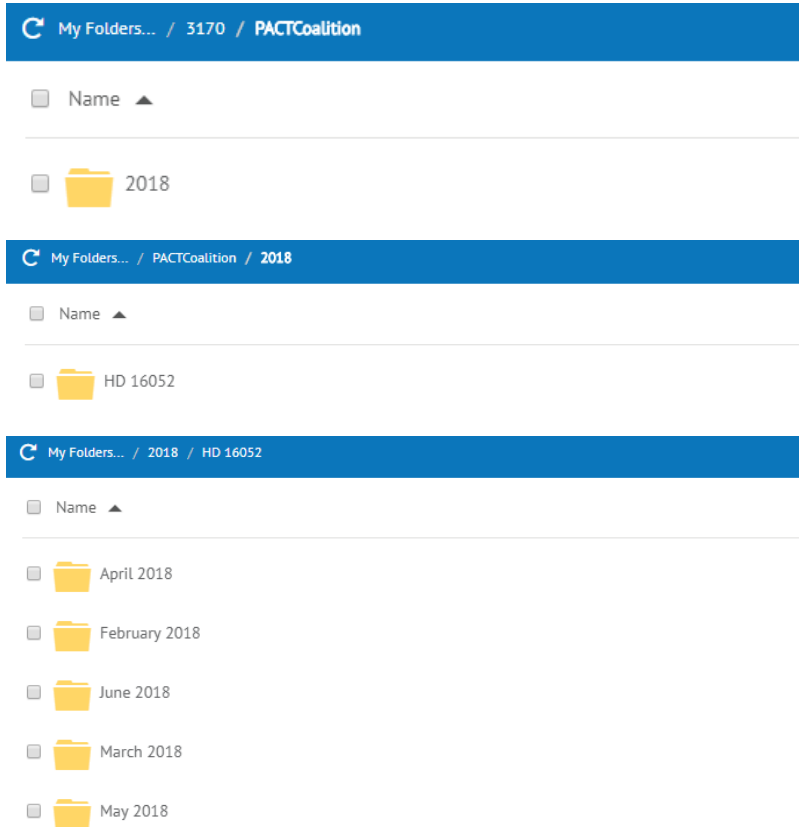 My Folders... / 3170 / PACTCoalition
Name
2018
My Folders... / PACTCoalition / 2018
Name
HD 16052
My Folders... / 2018 / HD 16052
Name
April 2018
February 2018
June 2018
March 2018
May 2018